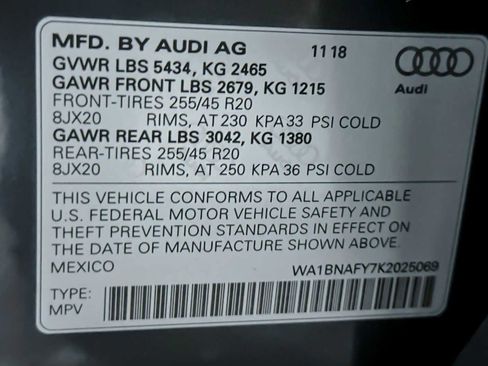 MFD. BY AUDI AG 11 18
GVWR LBS 5434, KG 2465
GAWR FRONT LBS 2679, KG 1215
FRONT-TIRES 255/45 R20
8JX20 RIMS, AT 230 KPA 33 PSI COLD
GAWR REAR LBS 3042, KG 1380
REAR-TIRES 255/45 R20
8JX20 RIMS, AT 250 KPA 36 PSI COLD
Audi
THIS VEHICLE CONFORMS TO ALL APPLICABLE
U.S. FEDERAL MOTOR VEHICLE SAFETY AND
THEFT PREVENTION STANDARDS IN EFFECT ON
THE DATE OF MANUFACTURE SHOWN ABOVE.
MEXICO WA1BNAFY7K2025069
TYPE:
MPV